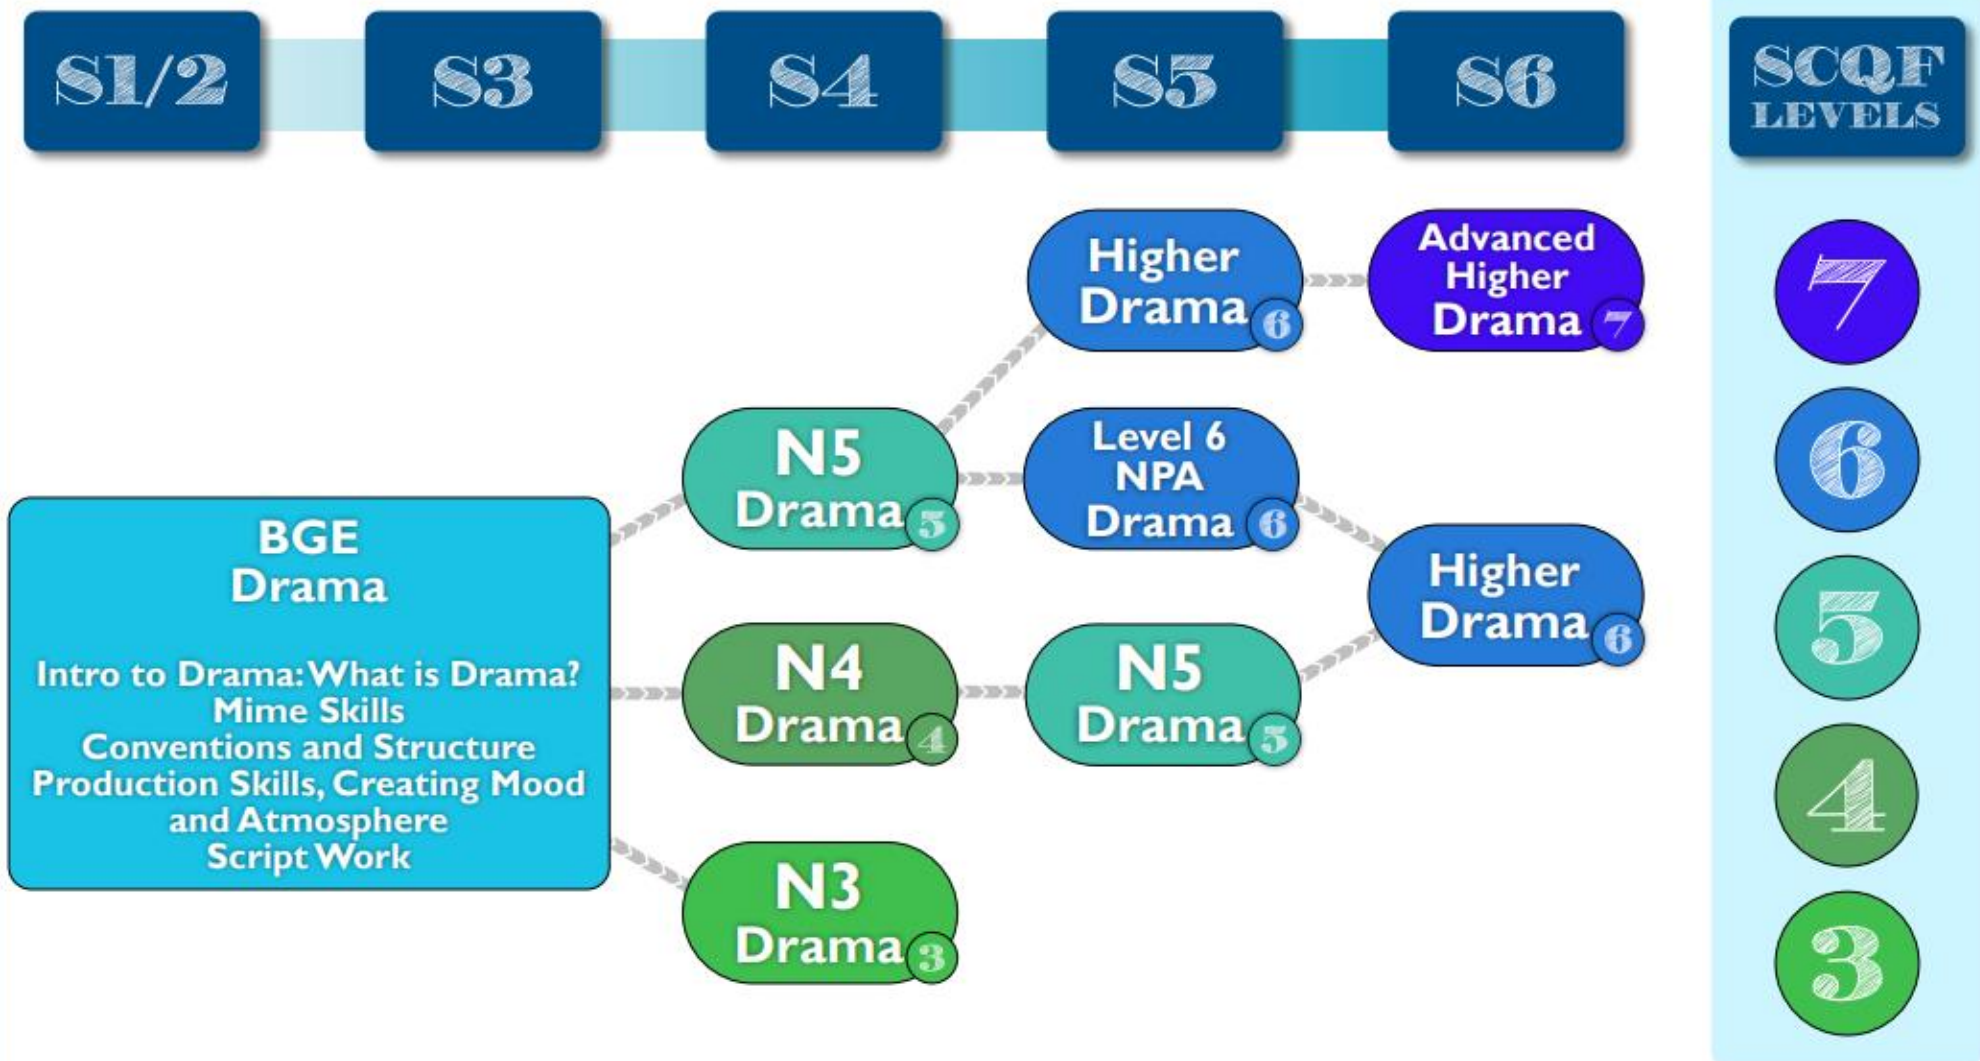 S1/2
S3
S4
S5
S6
SCQF
LEVELS
BGE
Drama
Intro to Drama: What is Drama?
Mime Skills
Conventions and Structure
Production Skills, Creating Mood
and Atmosphere
Script Work
N5
Drama
5
N4
Drama
4
N3
Drama
3
Higher
Drama
6
Level 6
NPA
Drama
6
N5
Drama
5
Advanced
Higher
Drama
7
Higher
Drama
6
7
6
5
4
3